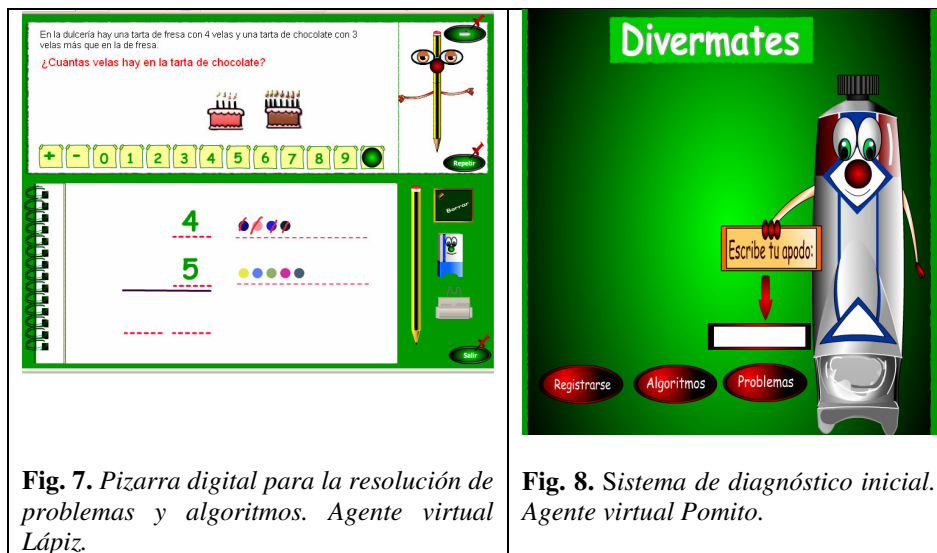 En la dulcería hay una tarta de fresa con 4 velas y una tarta de chocolate con 3
velas más que en la de fresa.
¿Cuántas velas hay en la tarta de chocolate?
+ - 0 1 2 3 4 5 6 7 8 9
Repetir
4
5
Borrar
Salir
Fig. 7. Pizarra digital para la resolución de
problemas y algoritmos. Agente virtual
Lápiz.
Divermates
Escribe tu apodo:
Registrarse
Algoritmos
Problemas
Fig. 8. Sistema de diagnóstico inicial.
Agente virtual Pomito.